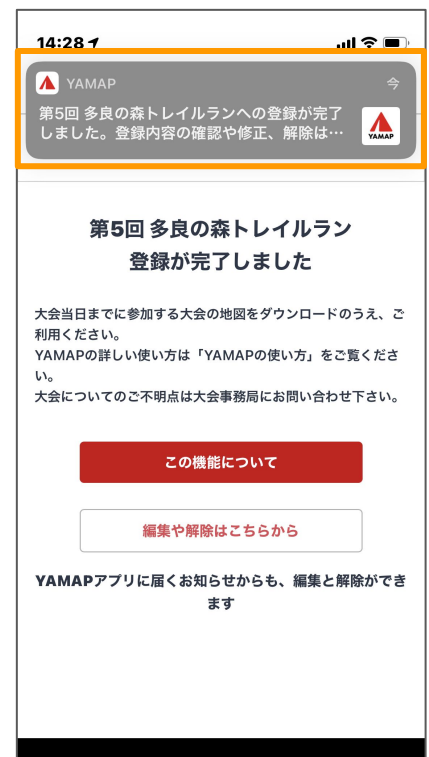 14:28
YAMAP
今
第5回 多良の森トレイルランへの登録が完了
しました。登録内容の確認や修正、解除は…
YAMAP
第5回 多良の森トレイルラン
登録が完了しました
大会当日までに参加する大会の地図をダウンロードのうえ、ご
利用ください。
YAMAPの詳しい使い方は「YAMAPの使い方」をご覧くださ
い。
大会についてのご不明点は大会事務局にお問い合わせ下さい。
この機能について
編集や解除はこちらから
YAMAPアプリに届くお知らせからも、編集と解除ができ
ます